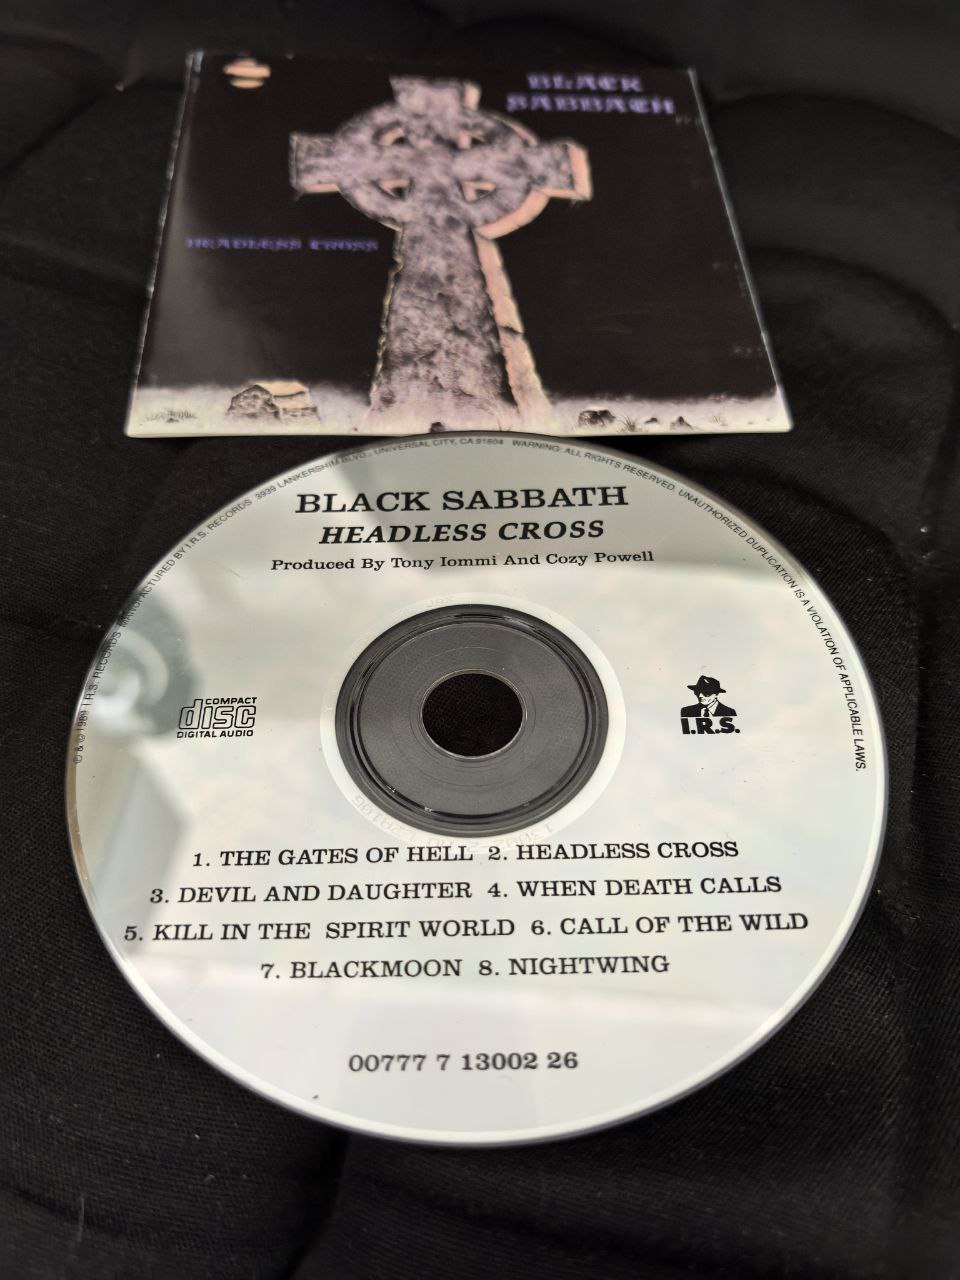 BLACK
SABBATH
HEADLESS CROSS
℗ & © 1989 I.R.S. RECORDS MANUFACTURED BY I.R.S. RECORDS 3939 LANKERSHIM BLVD., UNIVERSAL CITY, CA 91604 WARNING: ALL RIGHTS RESERVED. UNAUTHORIZED DUPLICATION IS A VIOLATION OF APPLICABLE LAWS.
BLACK SABBATH
HEADLESS CROSS
Produced By Tony Iommi And Cozy Powell
COMPACT
disc
DIGITAL AUDIO
I.R.S.
1. THE GATES OF HELL 2. HEADLESS CROSS
3. DEVIL AND DAUGHTER 4. WHEN DEATH CALLS
5. KILL IN THE SPIRIT WORLD 6. CALL OF THE WILD
7. BLACKMOON 8. NIGHTWING
00777 7 13002 26